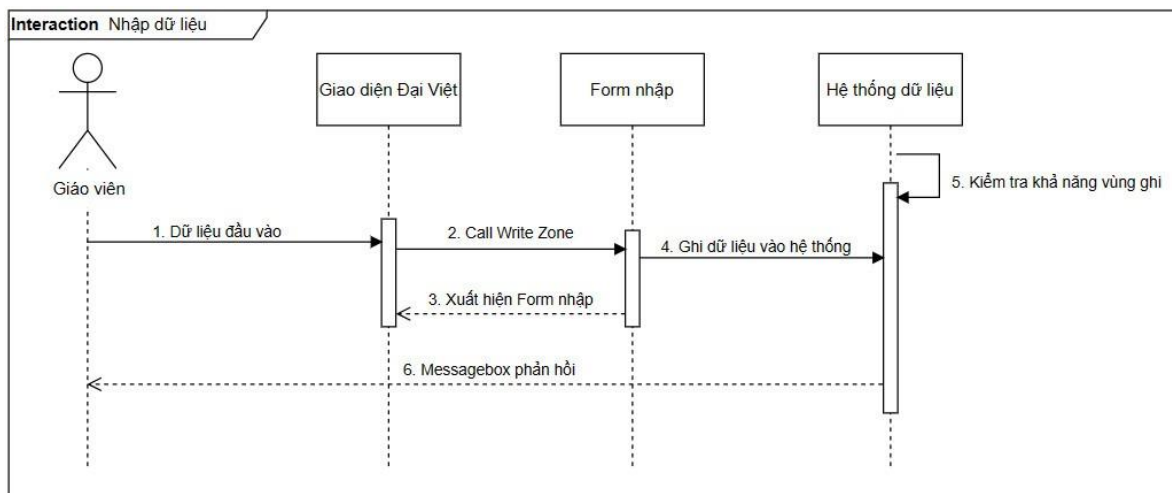 Interaction Nhập dữ liệu
Giao diện Đại Việt
Form nhập
Hệ thống dữ liệu
Giáo viên
5. Kiểm tra khả năng vùng ghi
1. Dữ liệu đầu vào
2. Call Write Zone
4. Ghi dữ liệu vào hệ thống
3. Xuất hiện Form nhập
6. Messagebox phản hồi